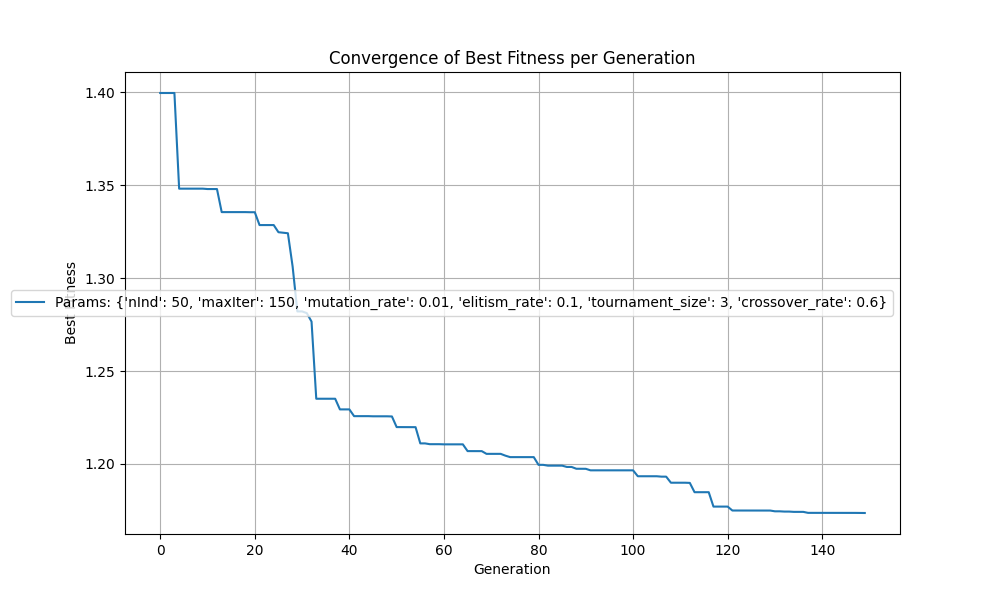 Convergence of Best Fitness per Generation
1.40
1.35
1.30
1.25
1.20
Best Fitness
Params: {'nInd': 50, 'maxIter': 150, 'mutation_rate': 0.01, 'elitism_rate': 0.1, 'tournament_size': 3, 'crossover_rate': 0.6}
0 20 40 60 80 100 120 140
Generation